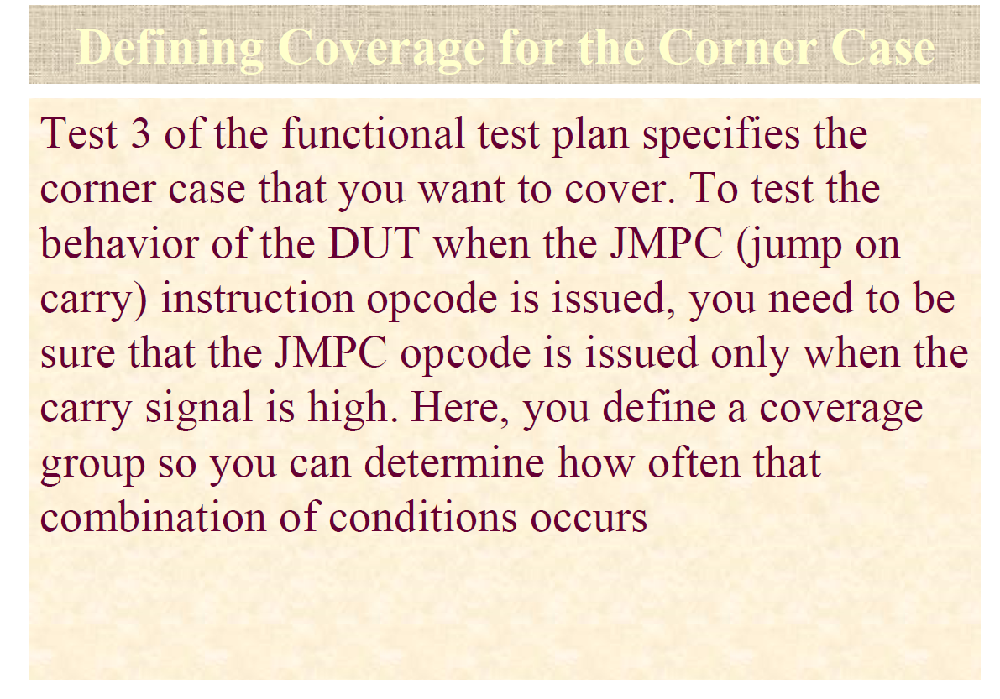 Defining Coverage for the Corner Case
Test 3 of the functional test plan specifies the
corner case that you want to cover. To test the
behavior of the DUT when the JMPC (jump on
carry) instruction opcode is issued, you need to be
sure that the JMPC opcode is issued only when the
carry signal is high. Here, you define a coverage
group so you can determine how often that
combination of conditions occurs